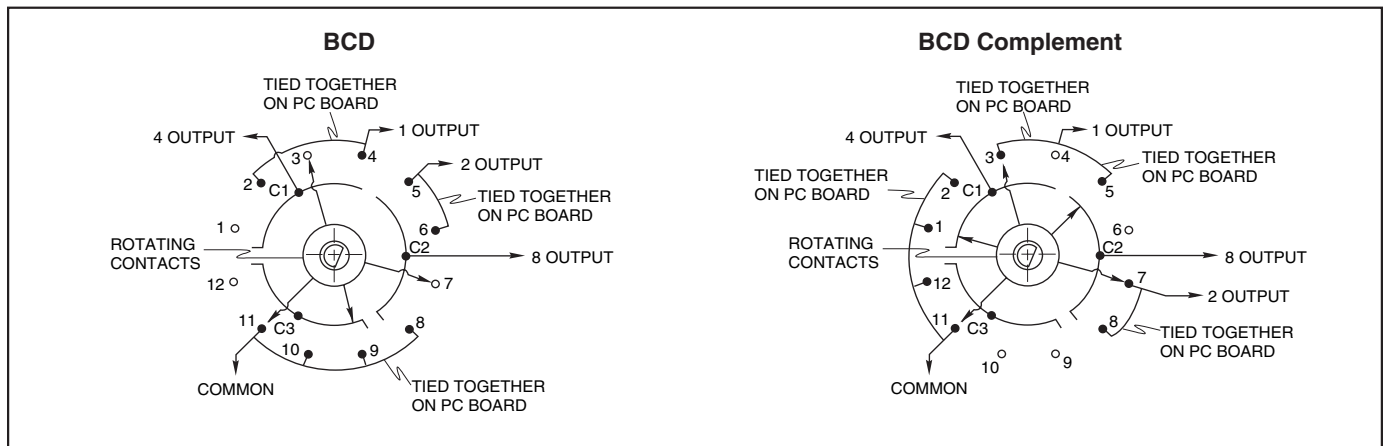 BCD
TIED TOGETHER
ON PC BOARD
4 OUTPUT
1 OUTPUT
3
4
2 OUTPUT
2
C1
5
TIED TOGETHER
ON PC BOARD
1
6
ROTATING
CONTACTS
C2
8 OUTPUT
12
7
11
C3
8
10
9
COMMON
TIED TOGETHER
ON PC BOARD
BCD Complement
TIED TOGETHER
ON PC BOARD
4 OUTPUT
1 OUTPUT
3
4
TIED TOGETHER
ON PC BOARD
TIED TOGETHER
ON PC BOARD
2
C1
5
1
6
ROTATING
CONTACTS
C2
8 OUTPUT
12
7
2 OUTPUT
11
C3
8
TIED TOGETHER
ON PC BOARD
10
9
COMMON